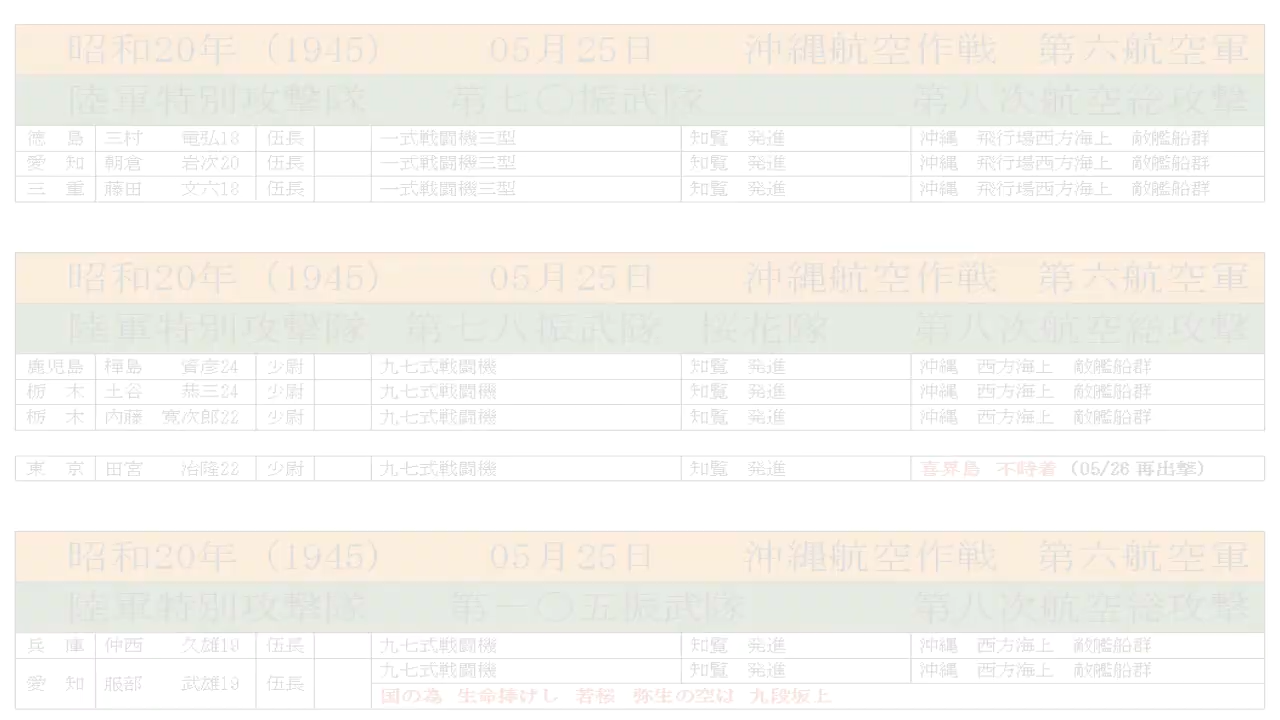 昭和20年（1945）　05月25日　沖縄航空作戦　第六航空軍
陸軍特別攻撃隊　第七〇振武隊　第八次航空総攻撃
徳　島　三村　竜弘18　伍長　一式戦闘機三型　知覧　発進　沖縄　飛行場西方海上　敵艦船群
愛　知　朝倉　岩次20　伍長　一式戦闘機三型　知覧　発進　沖縄　飛行場西方海上　敵艦船群
三　重　藤田　文六18　伍長　一式戦闘機三型　知覧　発進　沖縄　飛行場西方海上　敵艦船群
昭和20年（1945）　05月25日　沖縄航空作戦　第六航空軍
陸軍特別攻撃隊　第七八振武隊　桜花隊　第八次航空総攻撃
鹿児島　樺島　資彦24　少尉　九七式戦闘機　知覧　発進　沖縄　西方海上　敵艦船群
栃　木　土谷　恭三24　少尉　九七式戦闘機　知覧　発進　沖縄　西方海上　敵艦船群
栃　木　内藤　寛次郎22　少尉　九七式戦闘機　知覧　発進　沖縄　西方海上　敵艦船群
東　京　田宮　治隆22　少尉　九七式戦闘機　知覧　発進　喜界島　不時着　（05/26 再出撃）
昭和20年（1945）　05月25日　沖縄航空作戦　第六航空軍
陸軍特別攻撃隊　第一〇五振武隊　第八次航空総攻撃
兵　庫　仲西　久雄19　伍長　九七式戦闘機　知覧　発進　沖縄　西方海上　敵艦船群
愛　知　服部　武雄19　伍長　九七式戦闘機　知覧　発進　沖縄　西方海上　敵艦船群
国の為　生命捧げし　若桜　弥生の空は　九段坂上